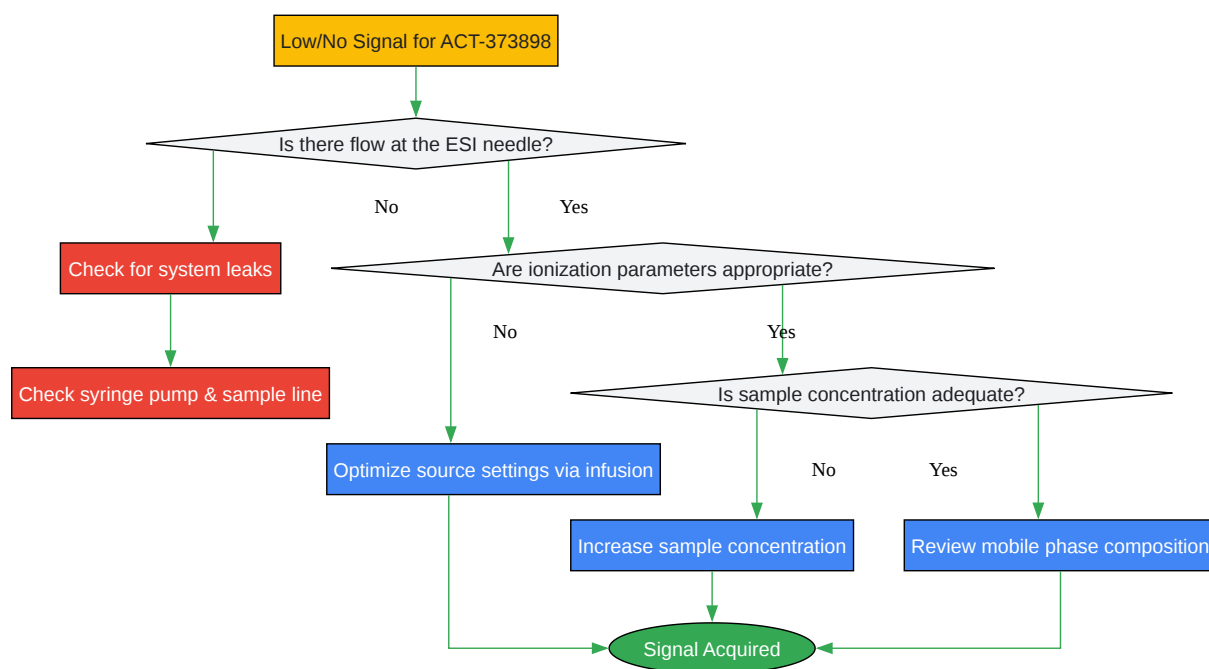 Low/No Signal for ACT-373898
Is there flow at the ESI needle?
No
Yes
Check for system leaks
Are ionization parameters appropriate?
No
Yes
Check syringe pump & sample line
Is sample concentration adequate?
Optimize source settings via infusion
No
Yes
Increase sample concentration
Review mobile phase composition
Signal Acquired